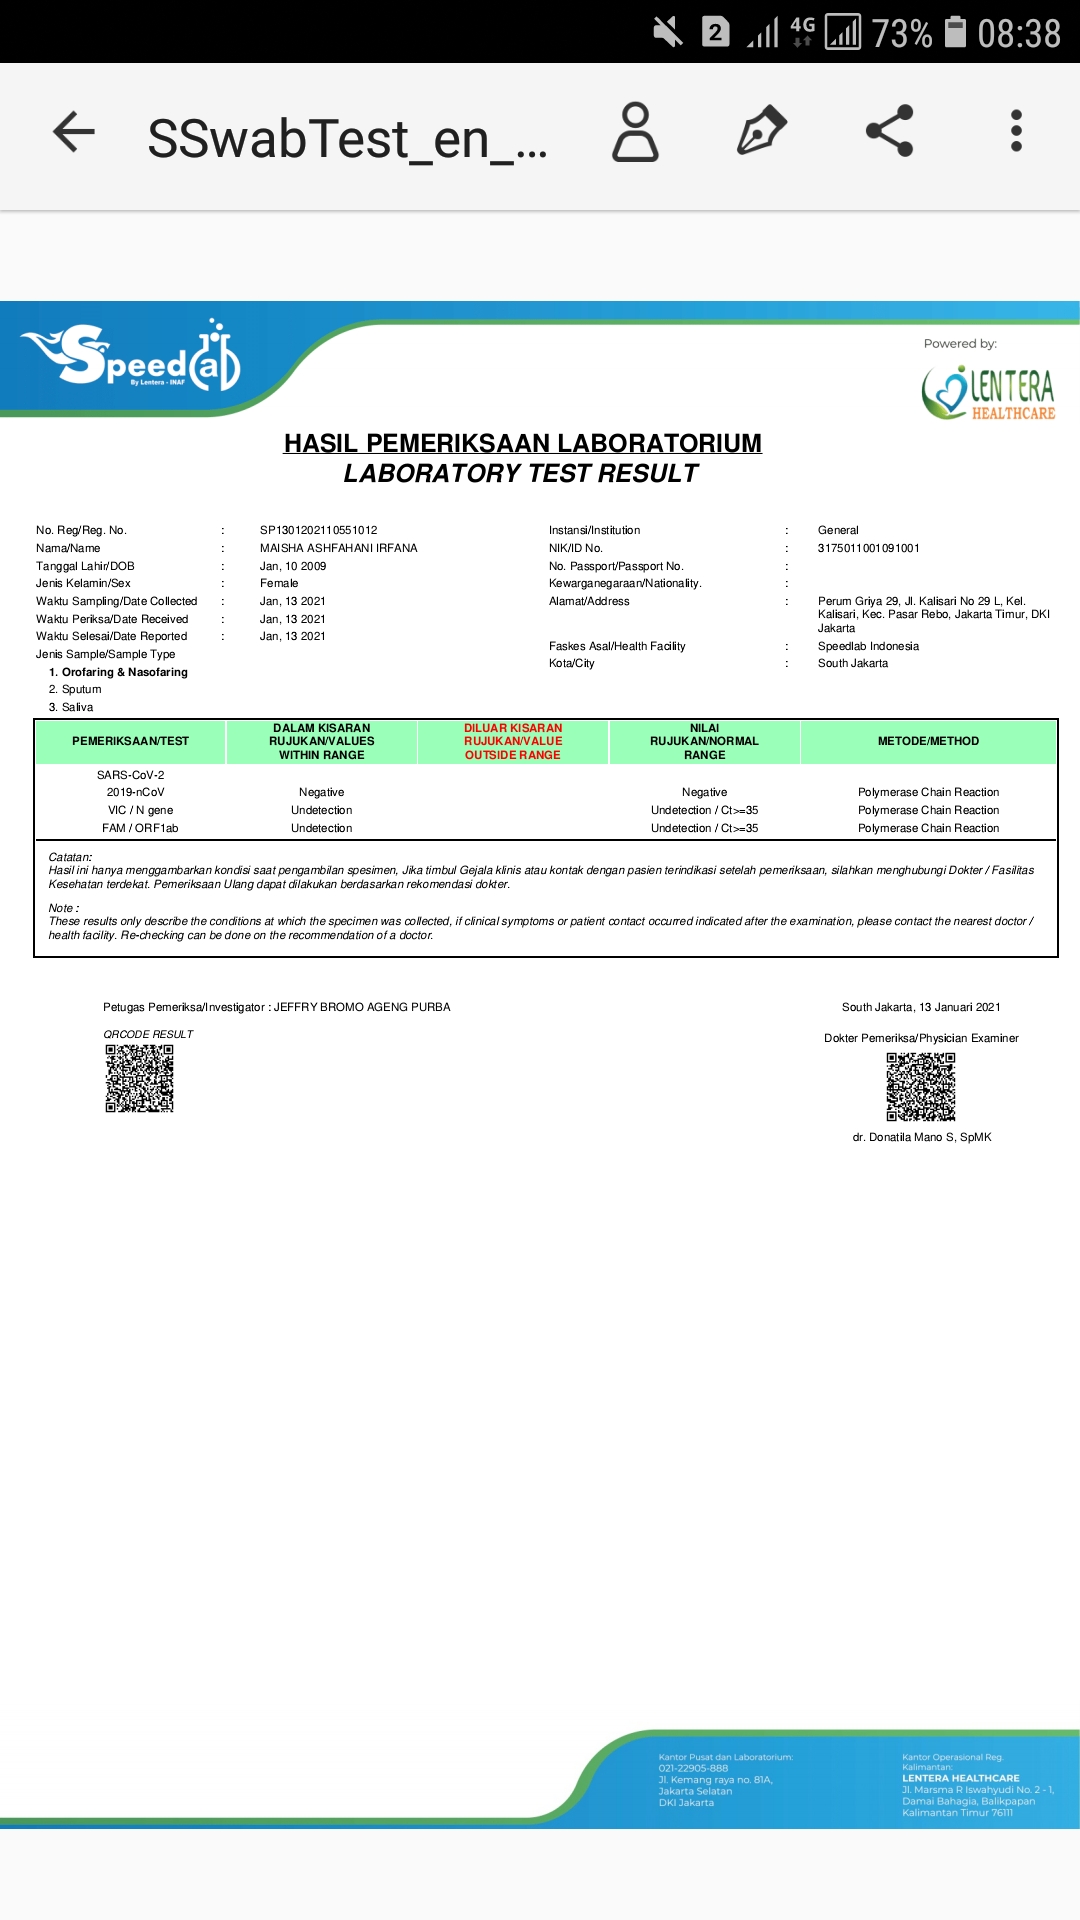 2 4G 73% 08:38
SSwabTest_en_...
Speedlab
By Lentera - INAF
Powered by:
LENTERA
HEALTHCARE
HASIL PEMERIKSAAN LABORATORIUM
LABORATORY TEST RESULT
No. Reg/Reg. No. : SP1301202110551012
Nama/Name : MAISHA ASHFAHANI IRFANA
Tanggal Lahir/DOB : Jan, 10 2009
Jenis Kelamin/Sex : Female
Waktu Sampling/Date Collected : Jan, 13 2021
Waktu Periksa/Date Received : Jan, 13 2021
Waktu Selesai/Date Reported : Jan, 13 2021
Jenis Sample/Sample Type
1. Orofaring & Nasofaring
2. Sputum
3. Saliva
Instansi/Institution : General
NIK/ID No. : 3175011001091001
No. Passport/Passport No. :
Kewarganegaraan/Nationality. :
Alamat/Address : Perum Griya 29, Jl. Kalisari No 29 L, Kel.
Kalisari, Kec. Pasar Rebo, Jakarta Timur, DKI
Jakarta
Faskes Asal/Health Facility : Speedlab Indonesia
Kota/City : South Jakarta
PEMERIKSAAN/TEST
DALAM KISARAN
RUJUKAN/VALUES
WITHIN RANGE
DILUAR KISARAN
RUJUKAN/VALUE
OUTSIDE RANGE
NILAI
RUJUKAN/NORMAL
RANGE
METODE/METHOD
SARS-CoV-2
2019-nCoV Negative Negative Polymerase Chain Reaction
VIC / N gene Undetection Undetection / Ct>=35 Polymerase Chain Reaction
FAM / ORF1ab Undetection Undetection / Ct>=35 Polymerase Chain Reaction
Catatan:
Hasil ini hanya menggambarkan kondisi saat pengambilan spesimen, Jika timbul Gejala klinis atau kontak dengan pasien terindikasi setelah pemeriksaan, silahkan menghubungi Dokter / Fasilitas
Kesehatan terdekat. Pemeriksaan Ulang dapat dilakukan berdasarkan rekomendasi dokter.
Note :
These results only describe the conditions at which the specimen was collected, if clinical symptoms or patient contact occurred indicated after the examination, please contact the nearest doctor /
health facility. Re-checking can be done on the recommendation of a doctor.
Petugas Pemeriksa/Investigator : JEFFRY BROMO AGENG PURBA
QRCODE RESULT
South Jakarta, 13 Januari 2021
Dokter Pemeriksa/Physician Examiner
dr. Donatila Mano S, SpMK
Kantor Pusat dan Laboratorium:
021-22905-888
Jl. Kemang raya no. 81A,
Jakarta Selatan
DKI Jakarta
Kantor Operasional Reg.
Kalimantan:
LENTERA HEALTHCARE
Jl. Marsma R Iswahyudi No. 2 - 1,
Damai Bahagia, Balikpapan
Kalimantan Timur 76111